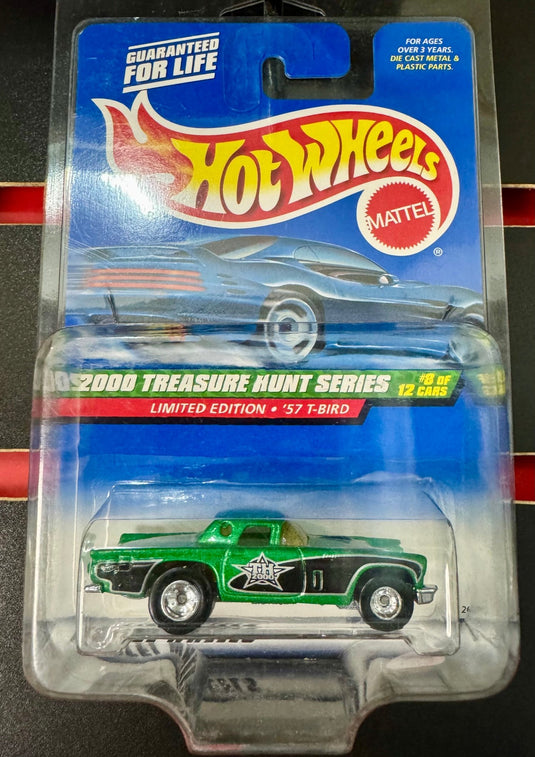 GUARANTEED
FOR LIFE
FOR AGES
OVER 3 YEARS.
DIE CAST METAL &
PLASTIC PARTS.
HOT WHEELS
MATTEL
®
2000 TREASURE HUNT SERIES
#8 OF
12 CARS
LIMITED EDITION • '57 T-BIRD
TH
2000